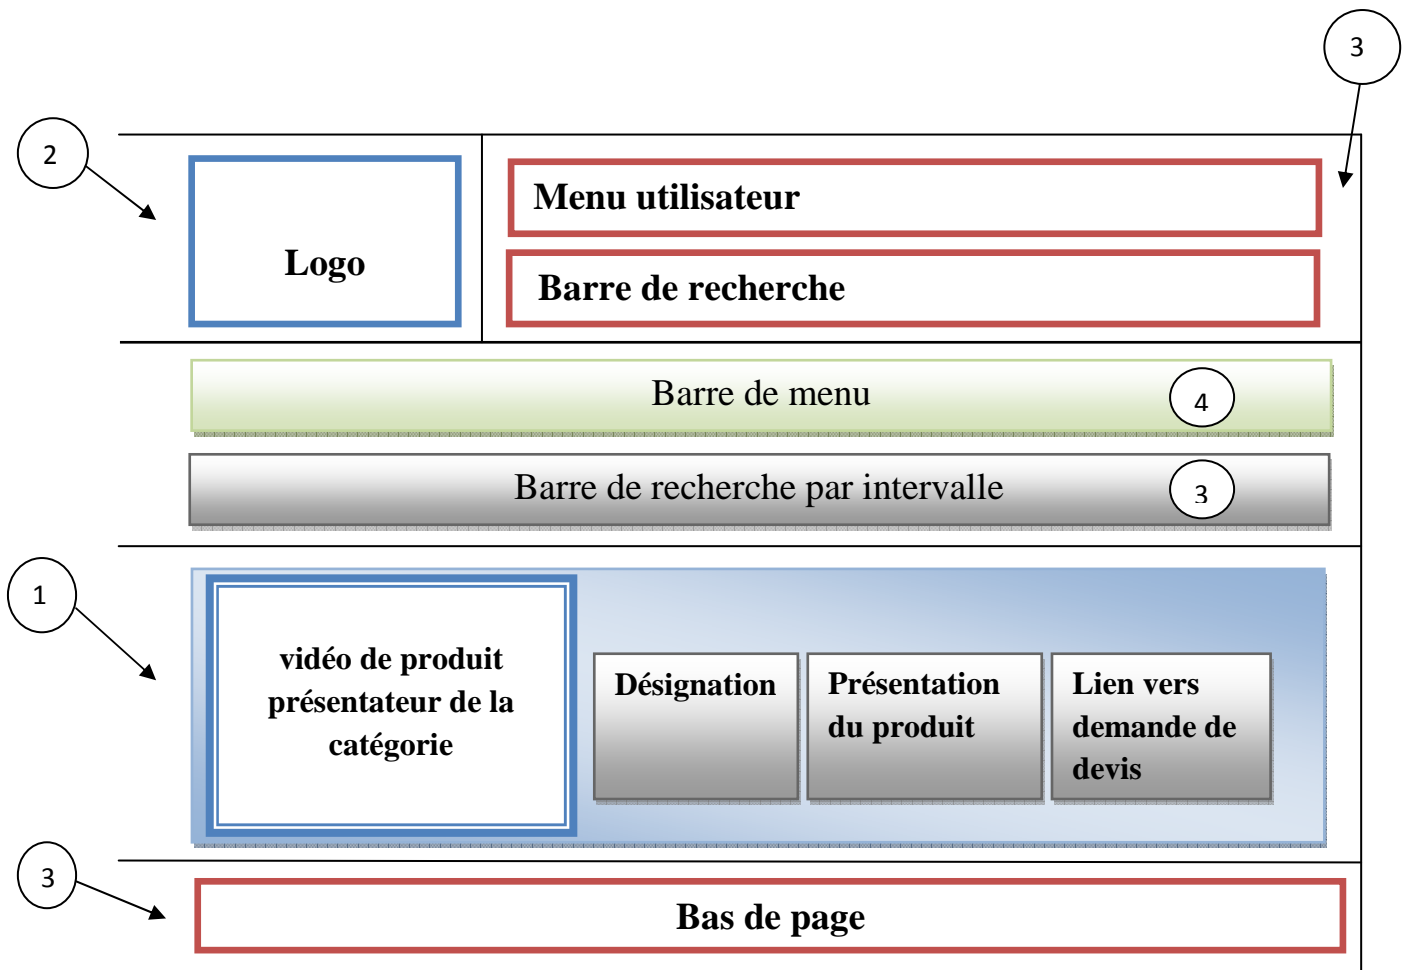 3
2
Menu utilisateur
Logo
Barre de recherche
Barre de menu
4
Barre de recherche par intervalle
3
1
vidéo de produit
présentateur de la
catégorie
Désignation
Présentation
du produit
Lien vers
demande de
devis
3
Bas de page